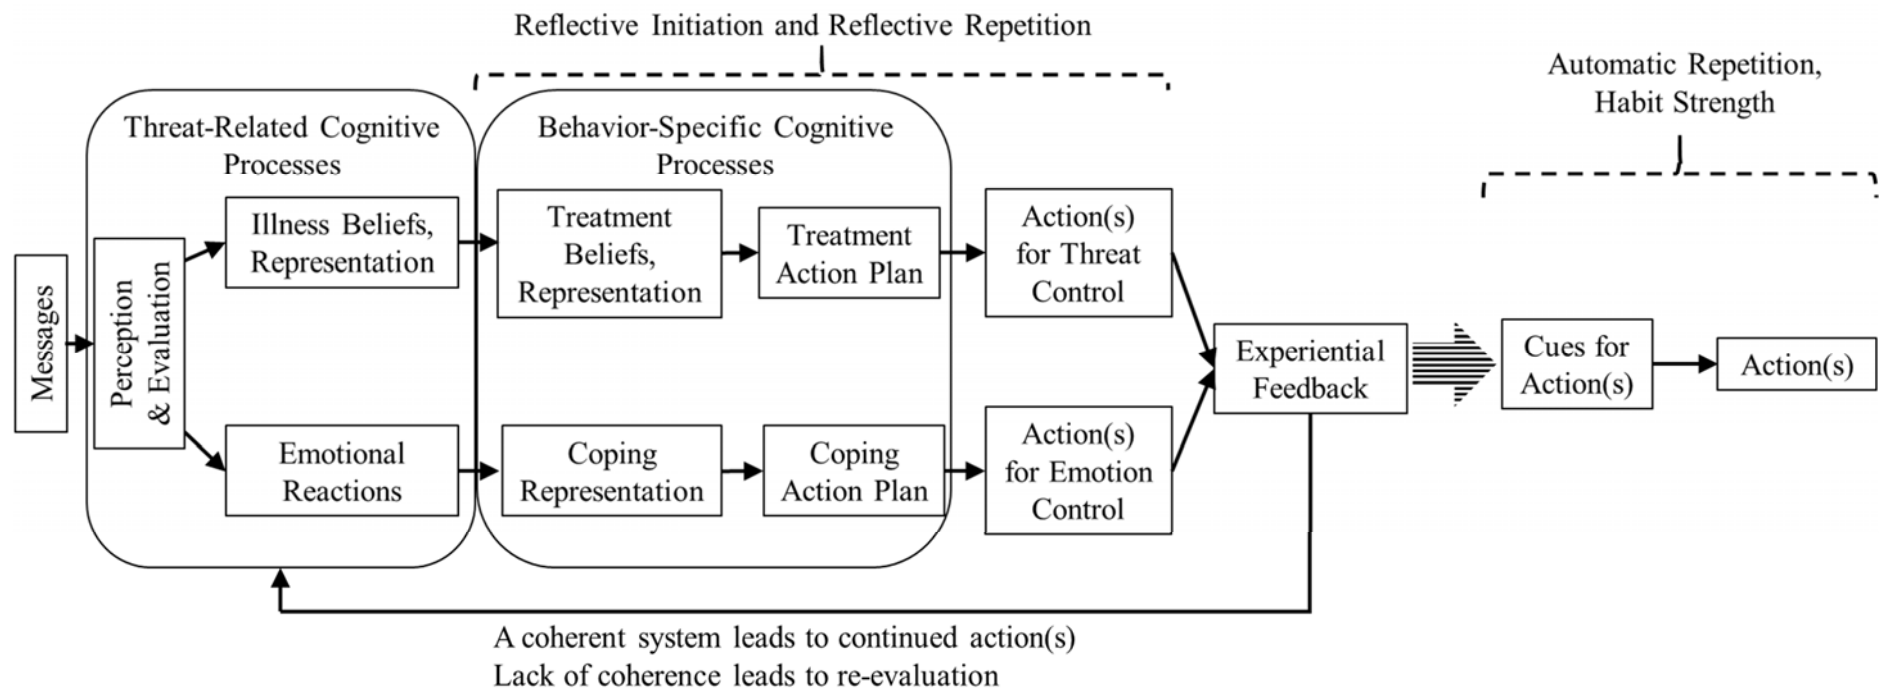 Reflective Initiation and Reflective Repetition
Automatic Repetition,
Habit Strength
Threat-Related Cognitive
Processes
Behavior-Specific Cognitive
Processes
Messages
Perception
& Evaluation
Illness Beliefs,
Representation
Treatment
Beliefs,
Representation
Treatment
Action Plan
Action(s)
for Threat
Control
Emotional
Reactions
Coping
Representation
Coping
Action Plan
Action(s)
for Emotion
Control
Experiential
Feedback
Cues for
Action(s)
Action(s)
A coherent system leads to continued action(s)
Lack of coherence leads to re-evaluation